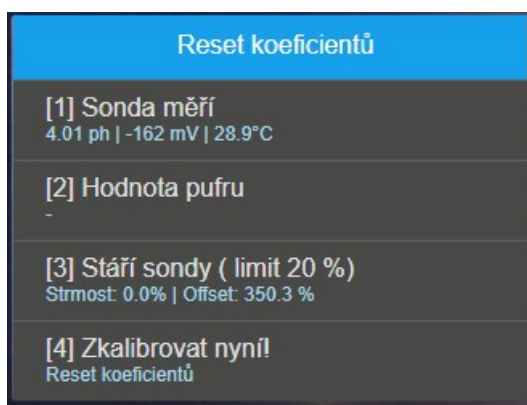 Reset koeficientů
[1] Sonda měří
4.01 ph | -162 mV | 28.9°C
[2] Hodnota pufru
-
[3] Stáří sondy ( limit 20 %)
Strmost: 0.0% | Offset: 350.3 %
[4] Zkalibrovat nyní!
Reset koeficientů